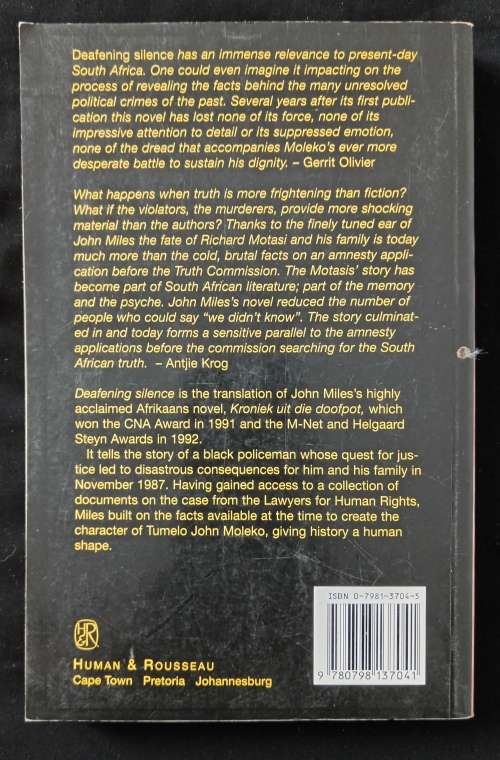 Deafening silence has an immense relevance to present-day
South Africa. One could even imagine it impacting on the
process of revealing the facts behind the many unresolved
political crimes of the past. Several years after its first publi-
cation this novel has lost none of its force, none of its
impressive attention to detail or its suppressed emotion,
none of the dread that accompanies Moleko's ever more
desperate battle to sustain his dignity. – Gerrit Olivier
What happens when truth is more frightening than fiction?
What if the violators, the murderers, provide more shocking
material than the authors? Thanks to the finely tuned ear of
John Miles the fate of Richard Motasi and his family is today
much more than the cold, brutal facts on an amnesty appli-
cation before the Truth Commission. The Motasis' story has
become part of South African literature; part of the memory
and the psyche. John Miles's novel reduced the number of
people who could say “we didn't know”. The story culminat-
ed in and today forms a sensitive parallel to the amnesty
applications before the commission searching for the South
African truth. – Antjie Krog
Deafening silence is the translation of John Miles's highly
acclaimed Afrikaans novel, Kroniek uit die doofpot, which
won the CNA Award in 1991 and the M-Net and Helgaard
Steyn Awards in 1992.
It tells the story of a black policeman whose quest for jus-
tice led to disastrous consequences for him and his family in
November 1987. Having gained access to a collection of
documents on the case from the Lawyers for Human Rights,
Miles built on the facts available at the time to create the
character of Tumelo John Moleko, giving history a human
shape.
ISBN 0-7981-3704-5
9 780798 137041
H&R
HUMAN & ROUSSEAU
Cape Town Pretoria Johannesburg